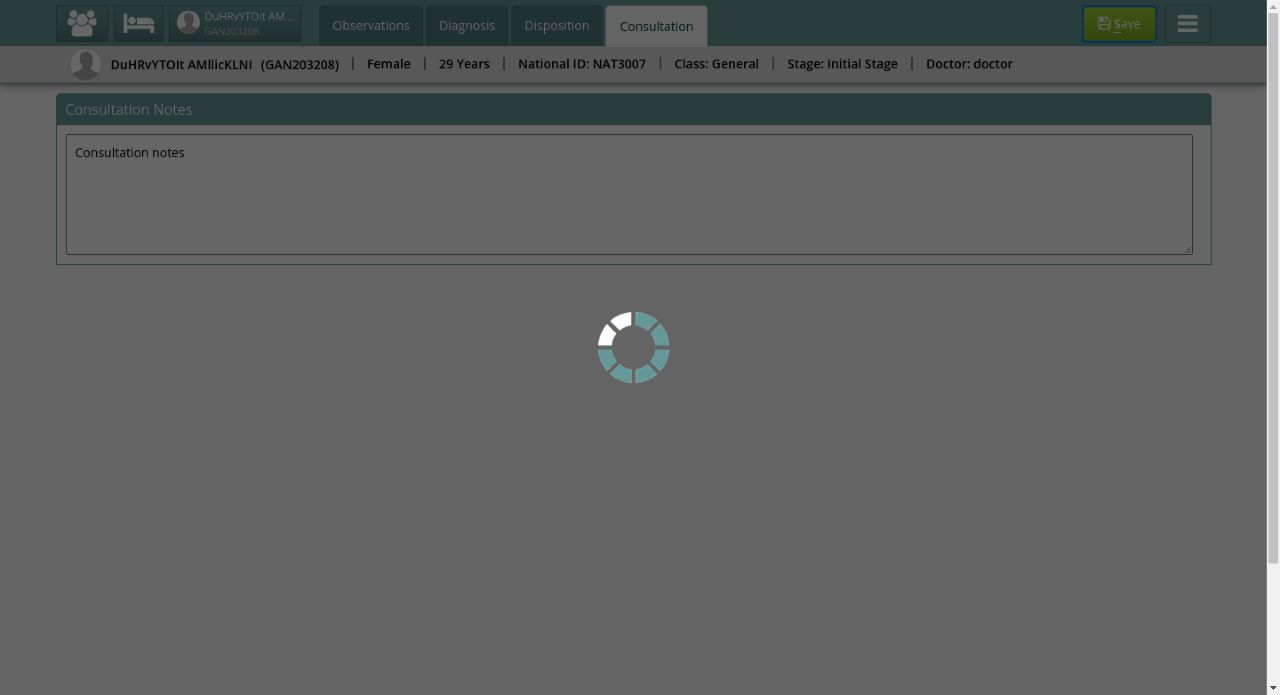 DuHRvYTOIt AM...
GAN203208
Observations
Diagnosis
Disposition
Consultation
Save
DuHRvYTOIt AMllicKLNI (GAN203208) | Female | 29 Years | National ID: NAT3007 | Class: General | Stage: Initial Stage | Doctor: doctor
Consultation Notes
Consultation notes